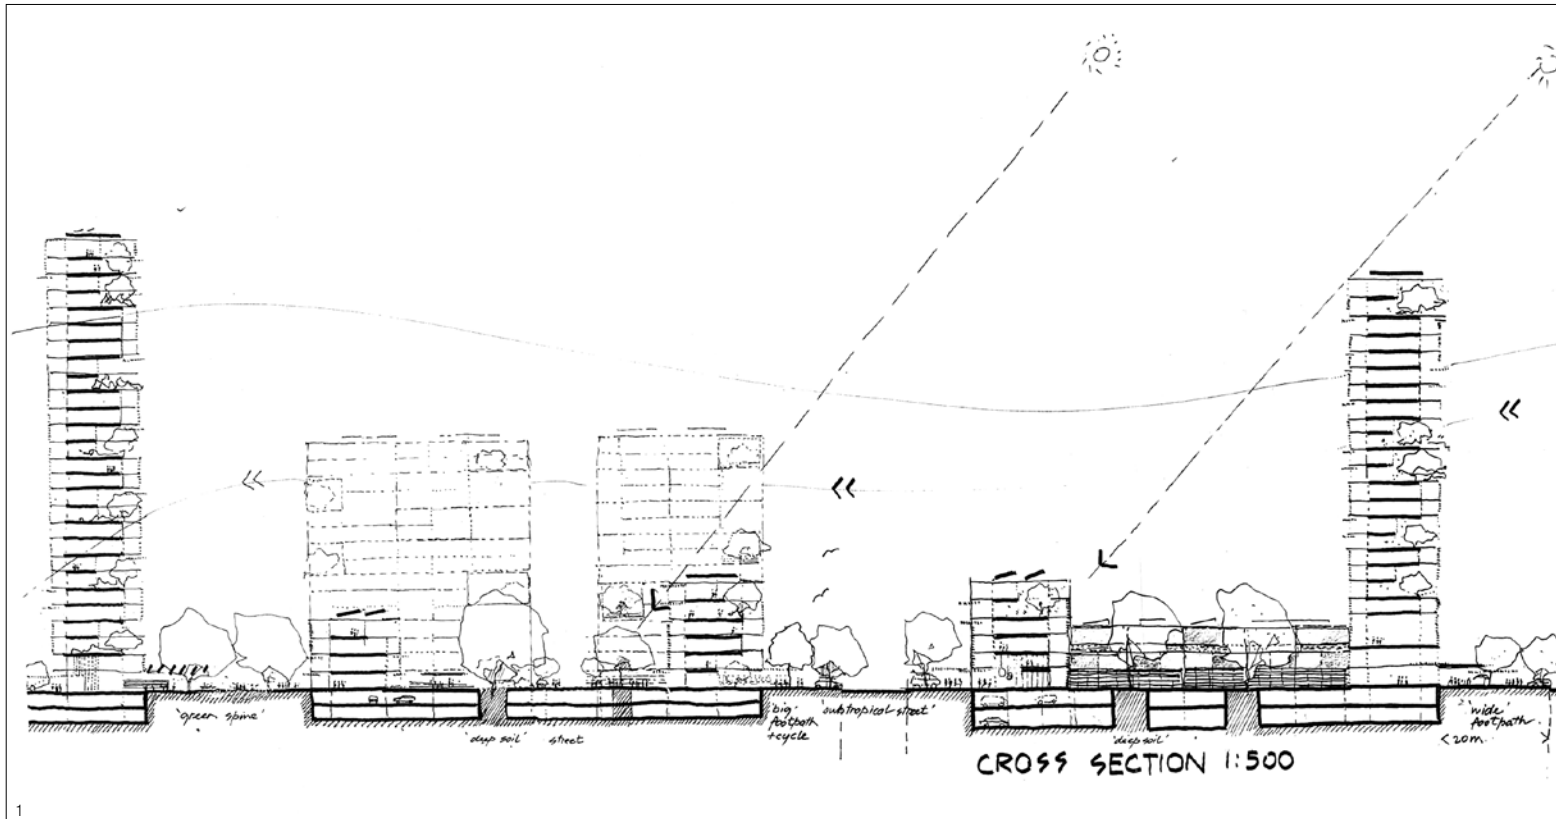 'green spine'
'deep soil' street
'big'
footpath
+cycle
'subtropical street'
'deep soil'
'wide'
footpath
< 20m >
CROSS SECTION 1:500
1